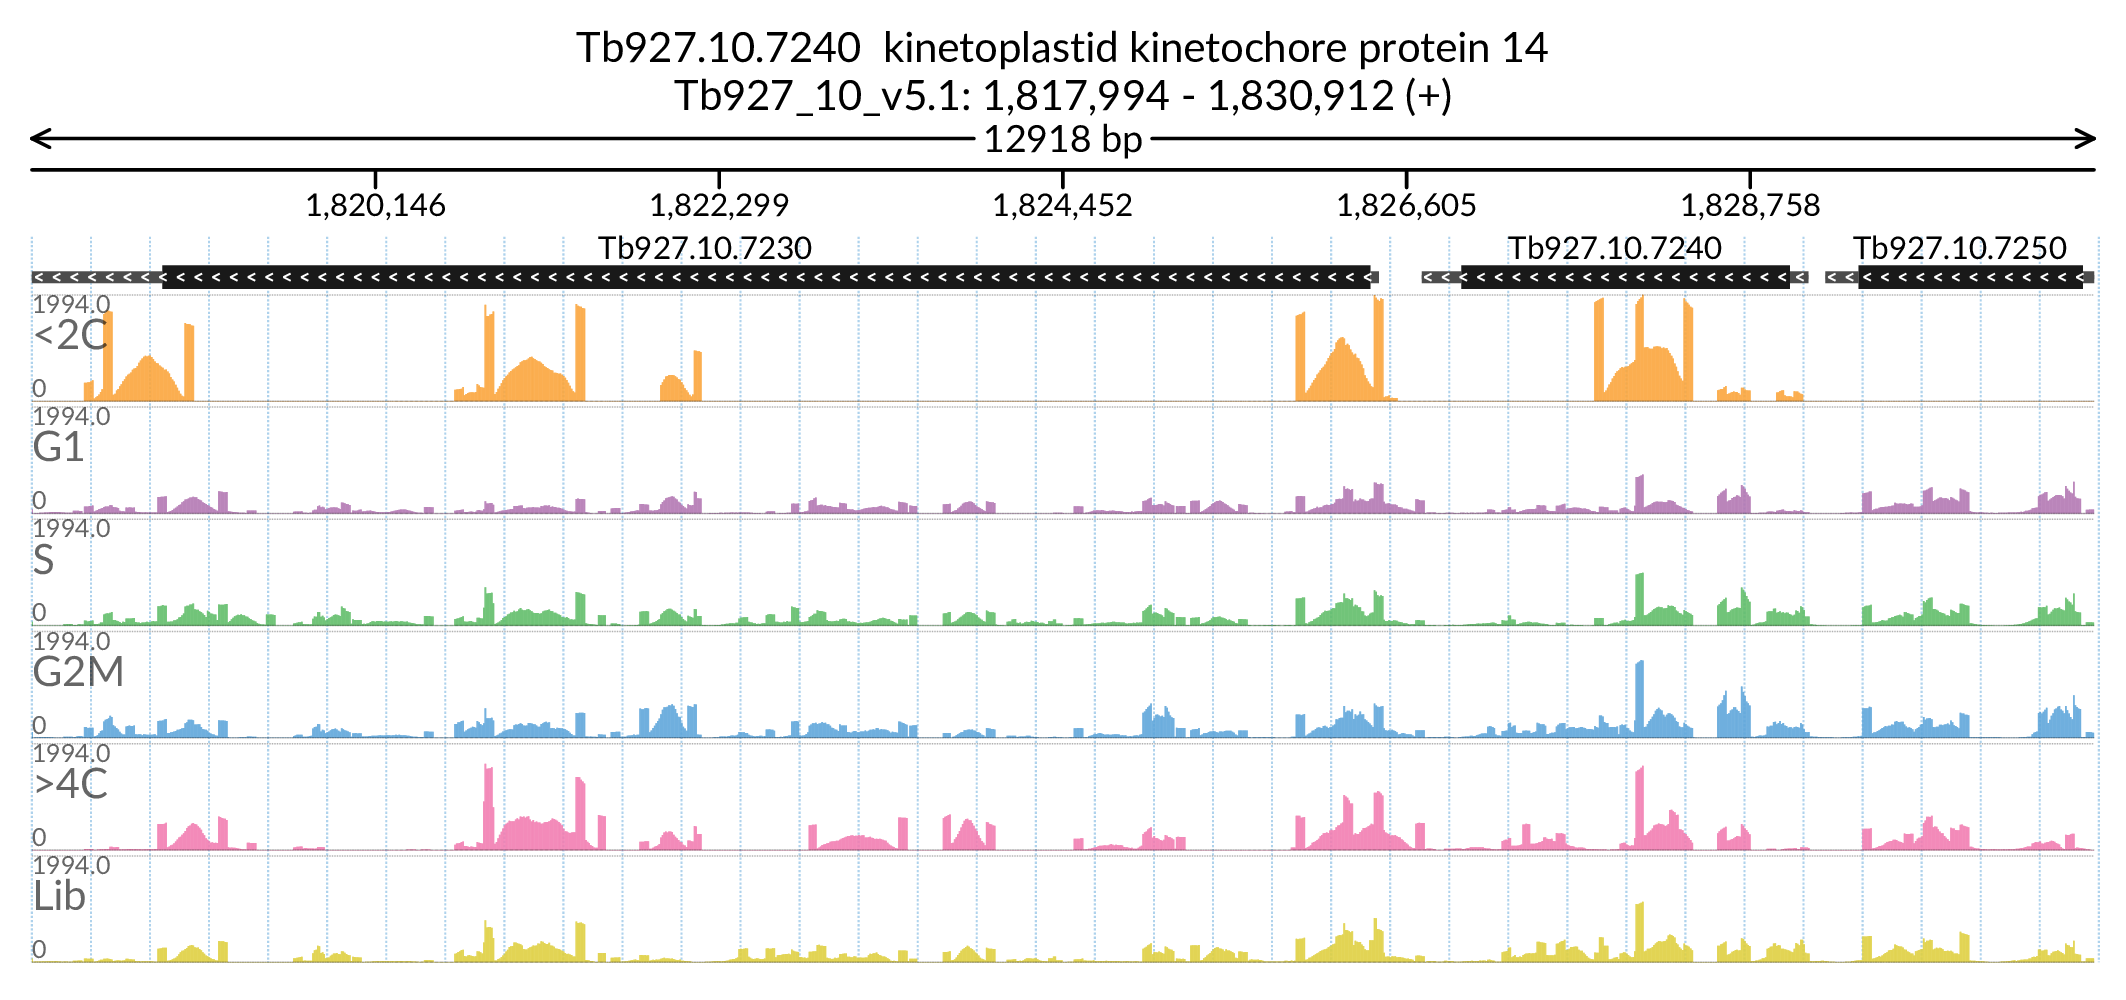 Tb927.10.7240  kinetoplastid kinetochore protein 14
Tb927_10_v5.1: 1,817,994 - 1,830,912 (+)
12918 bp
1,820,146 1,822,299 1,824,452 1,826,605 1,828,758
Tb927.10.7230 Tb927.10.7240 Tb927.10.7250
1994.0
<2C
0
1994.0
G1
0
1994.0
S
0
1994.0
G2M
0
1994.0
>4C
0
1994.0
Lib
0